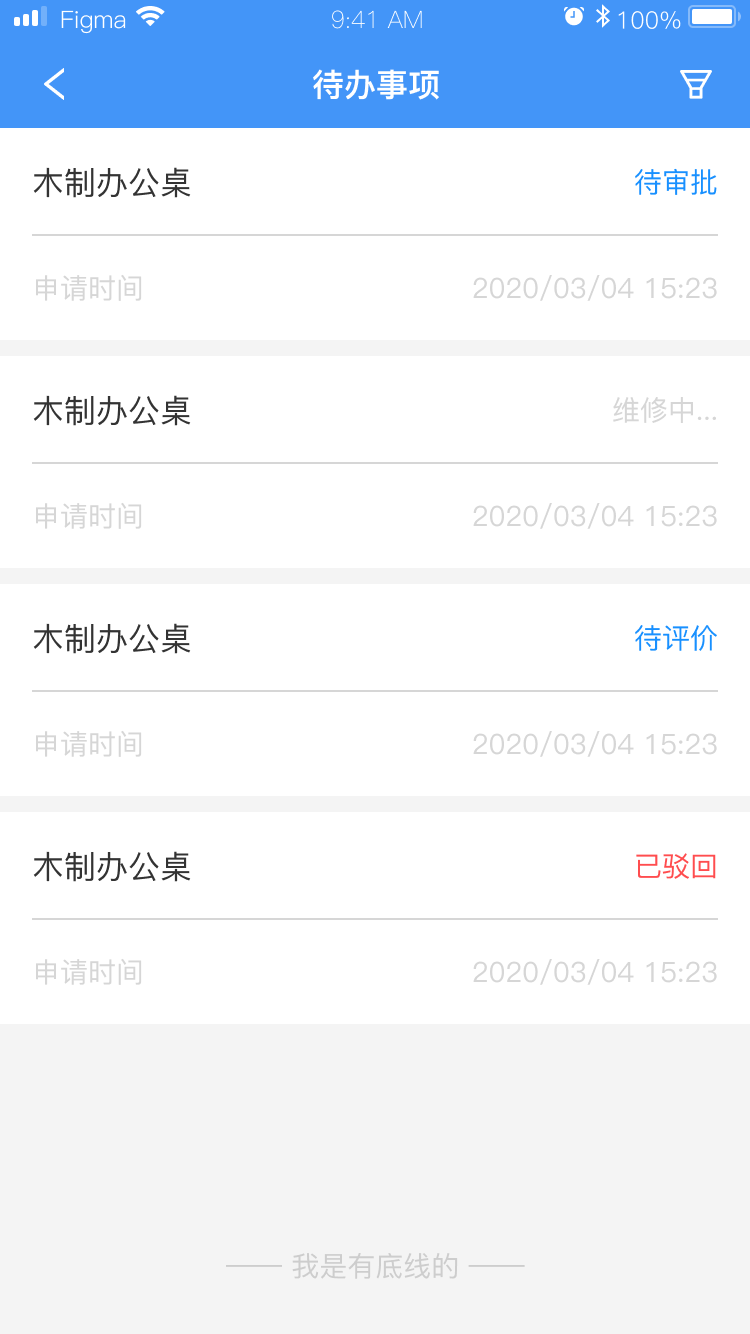 Figma 9:41 AM 100%
待办事项
木制办公桌 待审批
申请时间 2020/03/04 15:23
木制办公桌 维修中...
申请时间 2020/03/04 15:23
木制办公桌 待评价
申请时间 2020/03/04 15:23
木制办公桌 已驳回
申请时间 2020/03/04 15:23
我是有底线的